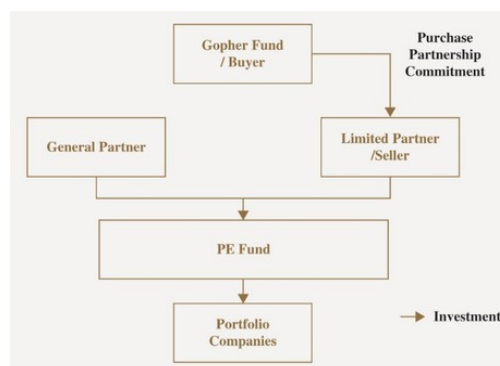 Gopher Fund
/ Buyer
Purchase
Partnership
Commitment
General Partner
Limited Partner
/Seller
PE Fund
Portfolio
Companies
Investment